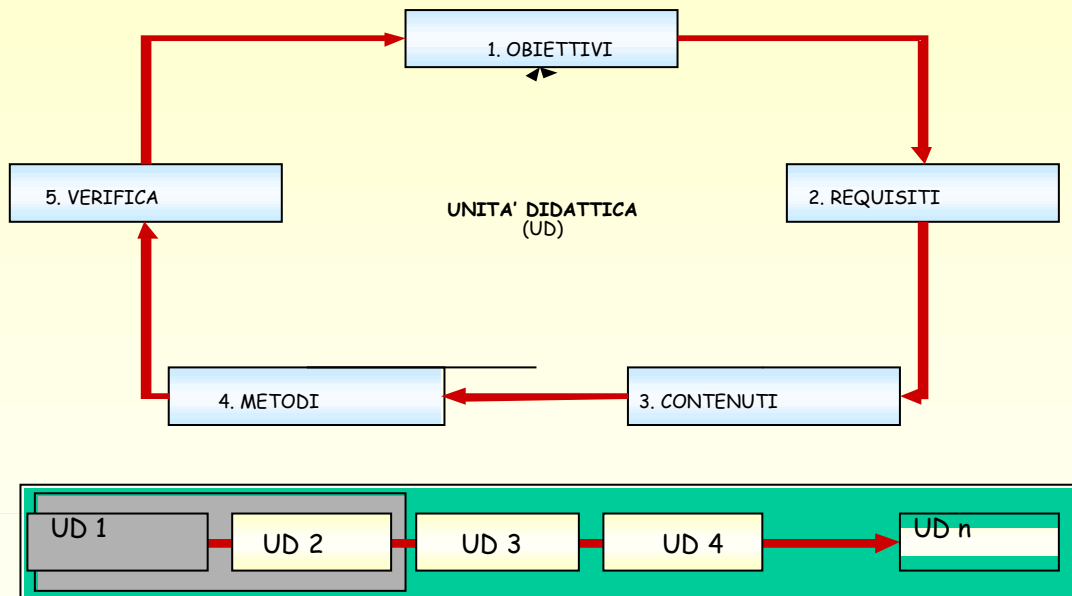 1. OBIETTIVI
5. VERIFICA
2. REQUISITI
UNITA' DIDATTICA
(UD)
4. METODI
3. CONTENUTI
UD 1
UD 2
UD 3
UD 4
UD n